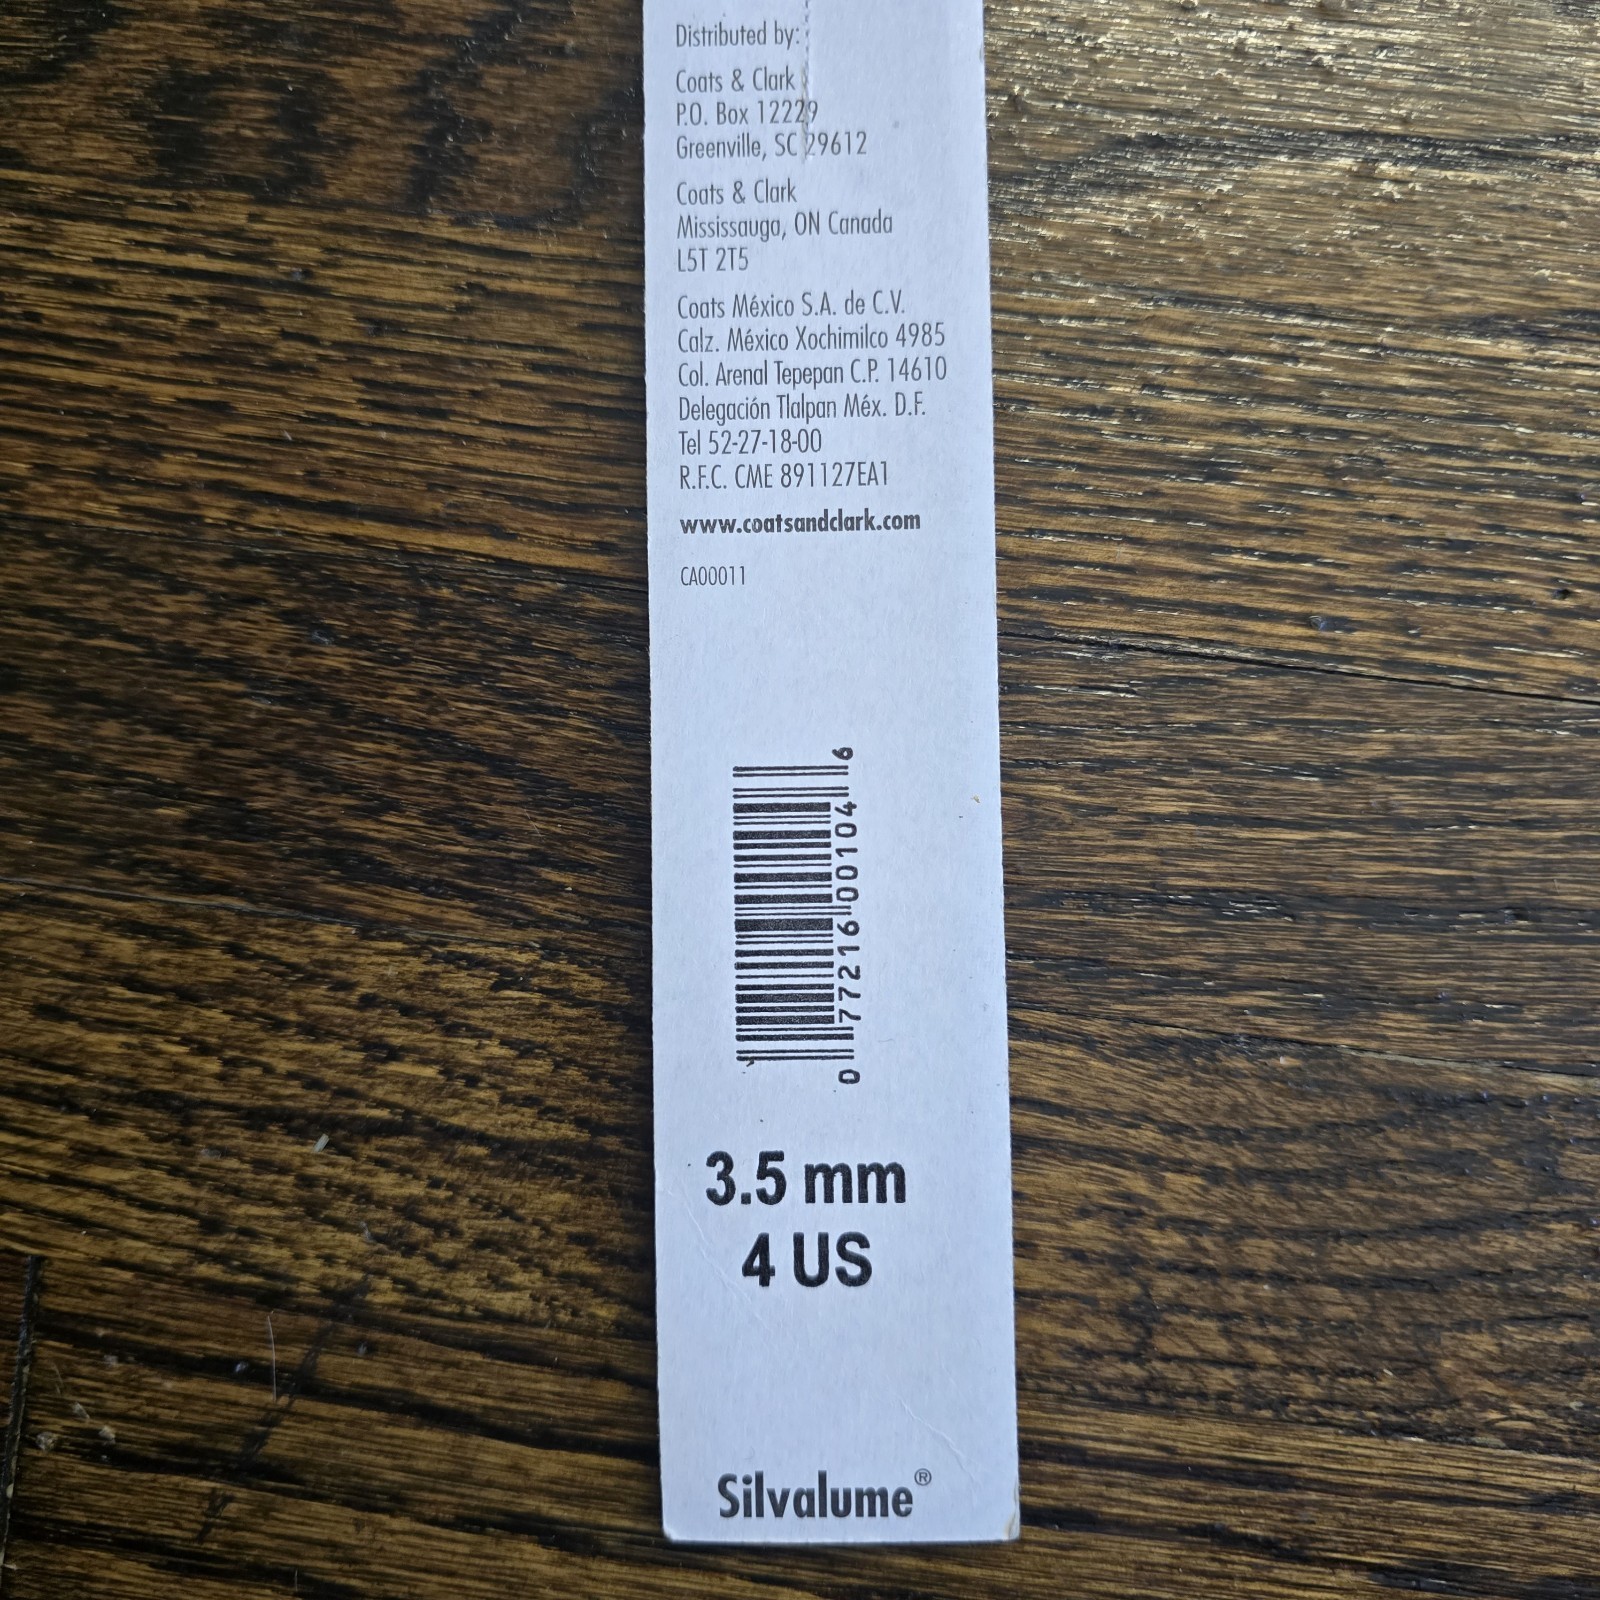 Distributed by:
Coats & Clark
P.O. Box 12229
Greenville, SC 29612
Coats & Clark
Mississauga, ON Canada
L5T 2T5
Coats México S.A. de C.V.
Calz. México Xochimilco 4985
Col. Arenal Tepepan C.P. 14610
Delegación Tlalpan Méx. D.F.
Tel 52-27-18-00
R.F.C. CME 891127EA1
www.coatsandclark.com
CA00011
0 77216 00104 6
3.5 mm
4 US
Silvalume®